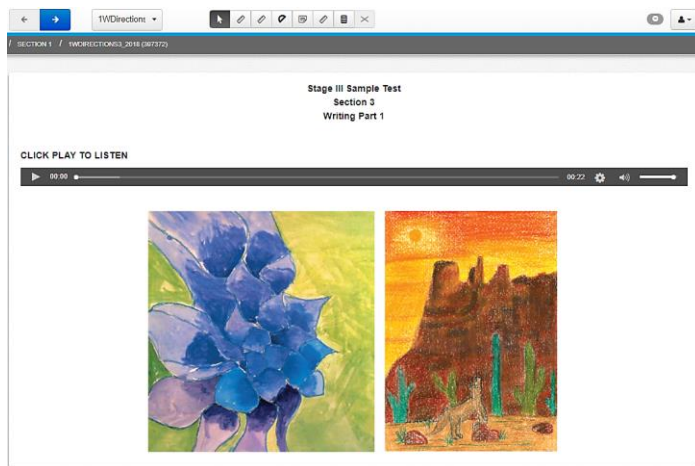 1WDirections
/ SECTION 1 / 1WDIRECTIONS3_2018 (397372)
Stage III Sample Test
Section 3
Writing Part 1
CLICK PLAY TO LISTEN
00:00 00:22